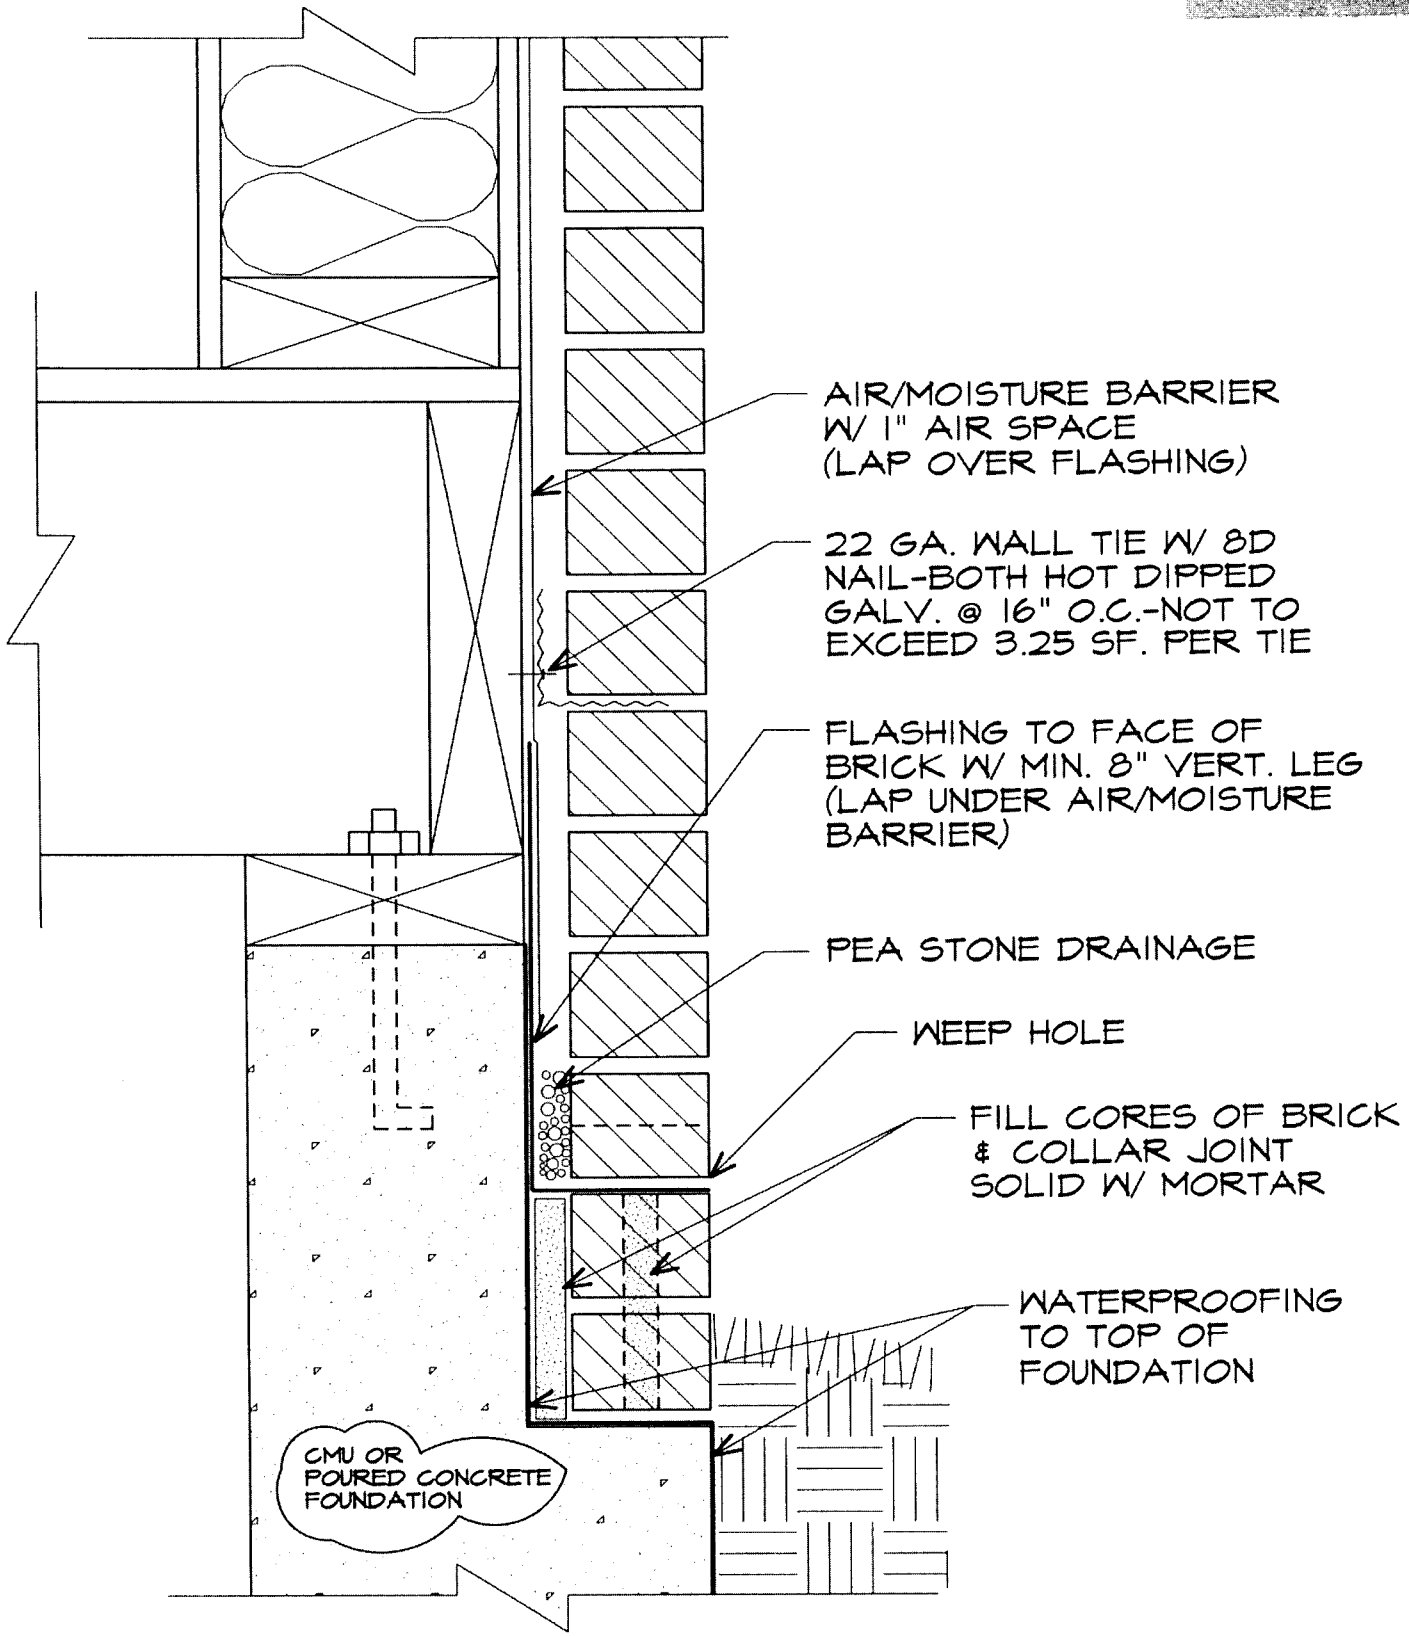 AIR/MOISTURE BARRIER
W/ 1" AIR SPACE
(LAP OVER FLASHING)
22 GA. WALL TIE W/ 8D
NAIL-BOTH HOT DIPPED
GALV. @ 16" O.C.-NOT TO
EXCEED 3.25 SF. PER TIE
FLASHING TO FACE OF
BRICK W/ MIN. 8" VERT. LEG
(LAP UNDER AIR/MOISTURE
BARRIER)
PEA STONE DRAINAGE
WEEP HOLE
FILL CORES OF BRICK
& COLLAR JOINT
SOLID W/ MORTAR
WATERPROOFING
TO TOP OF
FOUNDATION
CMU OR
POURED CONCRETE
FOUNDATION